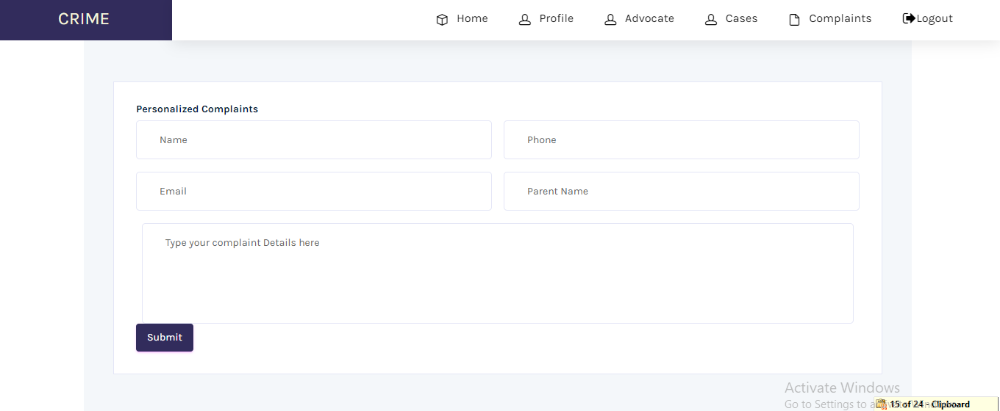 CRIME
Home Profile Advocate Cases Complaints Logout
Personalized Complaints
Name Phone
Email Parent Name
Type your complaint Details here
Submit
Activate Windows
Go to Settings to
15 of 24 - Clipboard